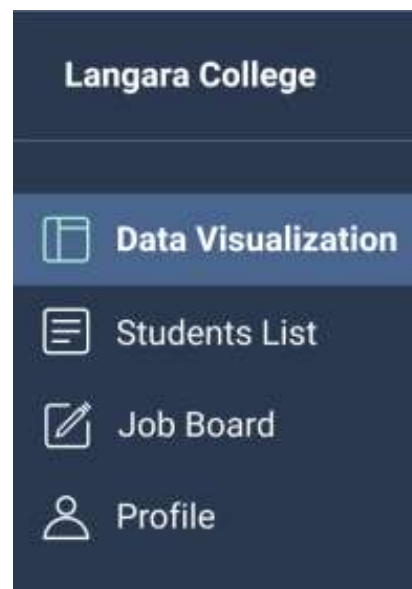 Langara College
Data Visualization
Students List
Job Board
Profile